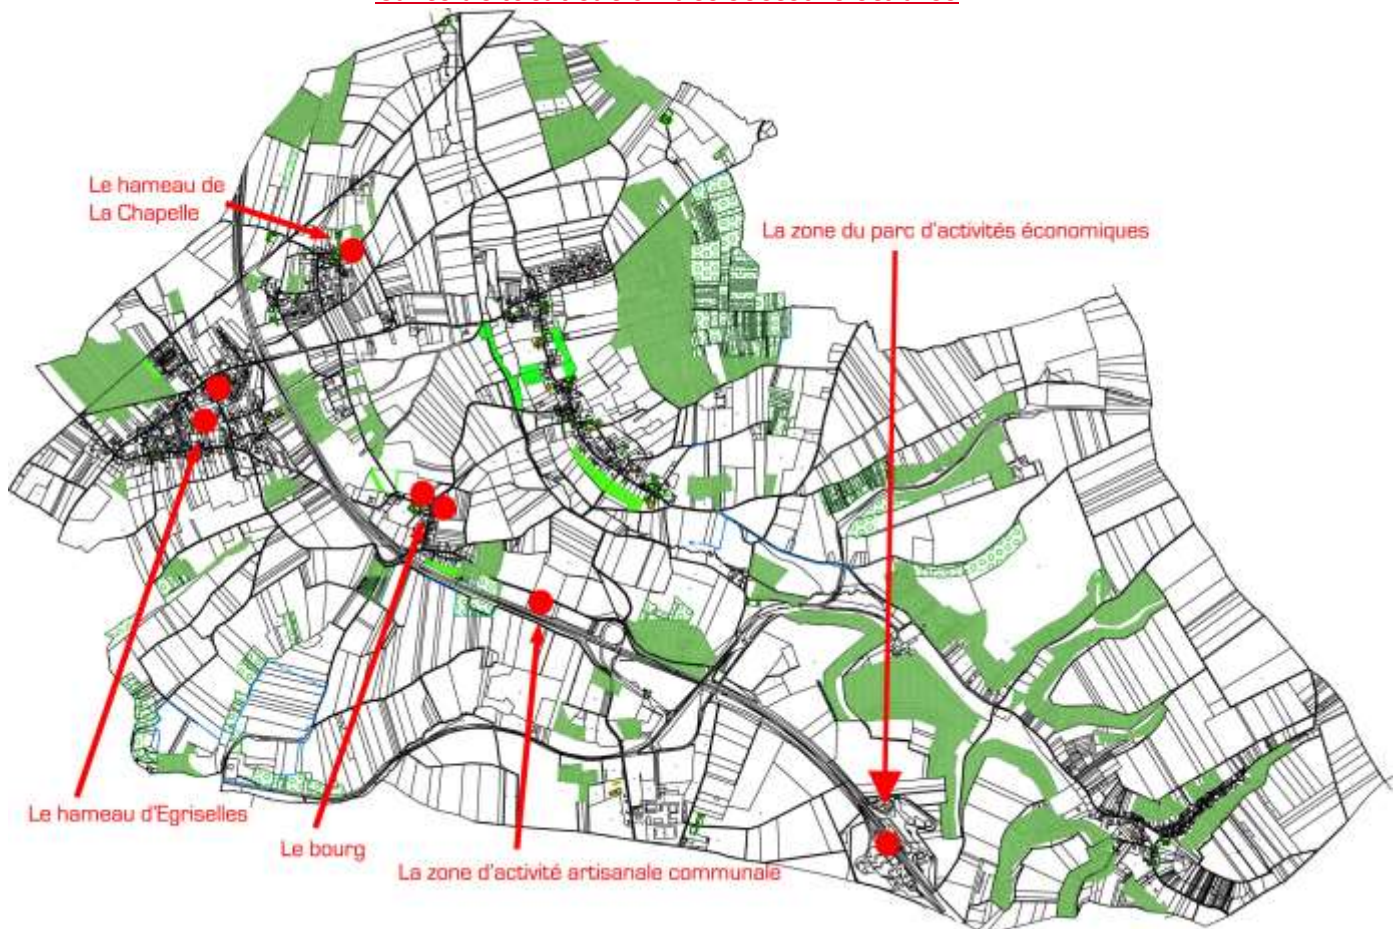 Le hameau de
La Chapelle
La zone du parc d'activités économiques
Le hameau d'Egriselles
Le bourg
La zone d'activité artisanale communale